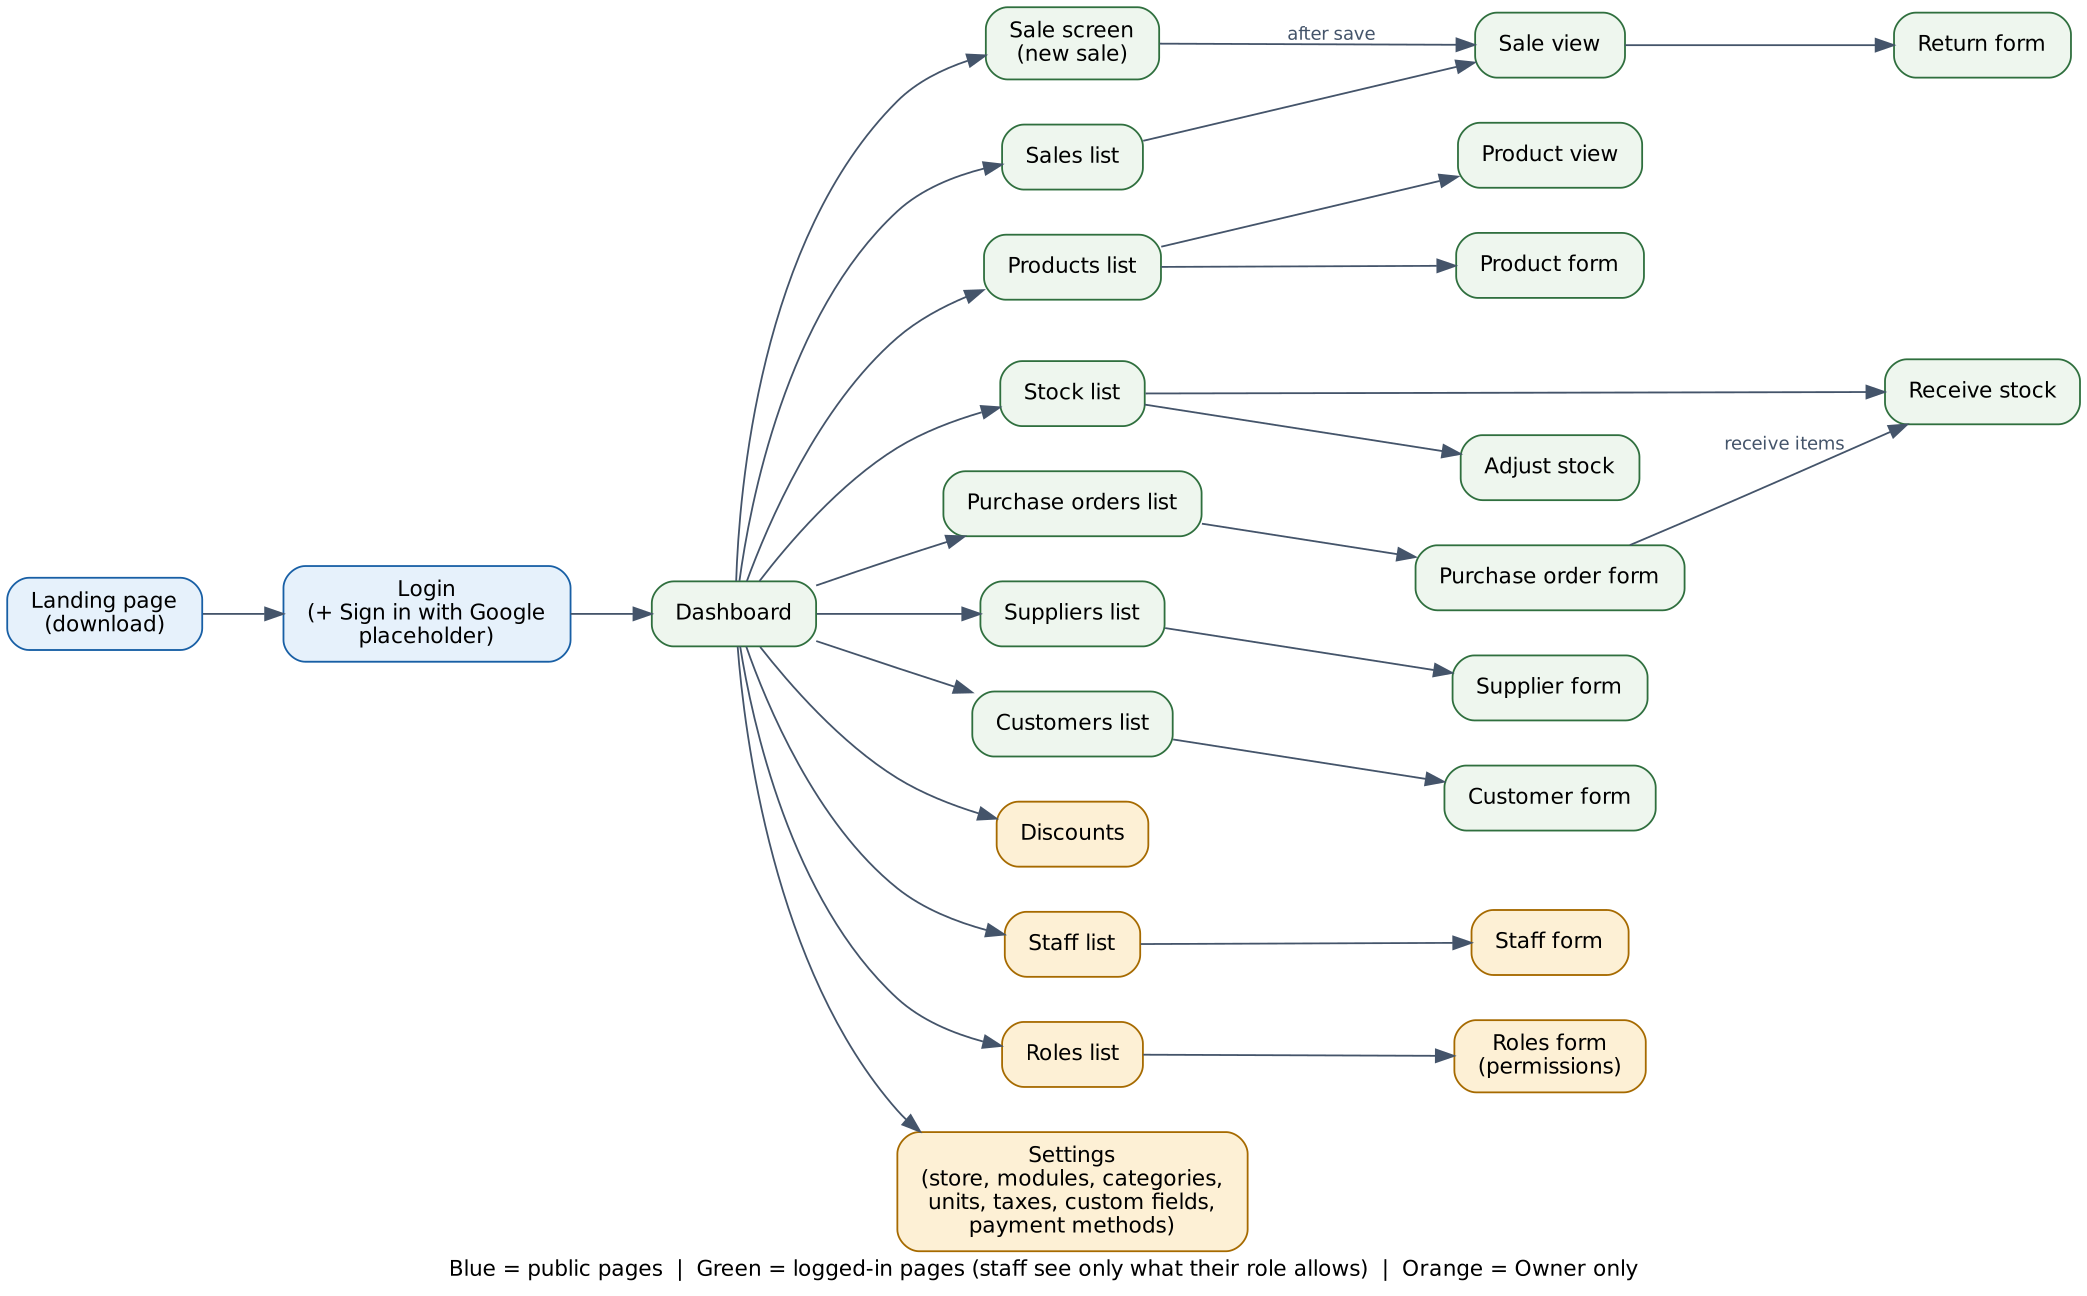 Landing page
(download)
Login
(+ Sign in with Google
placeholder)
Dashboard
Sale screen
(new sale)
after save
Sale view
Return form
Sales list
Product view
Products list
Product form
Stock list
Receive stock
receive items
Adjust stock
Purchase orders list
Purchase order form
Suppliers list
Supplier form
Customers list
Customer form
Discounts
Staff list
Staff form
Roles list
Roles form
(permissions)
Settings
(store, modules, categories,
units, taxes, custom fields,
payment methods)
Blue = public pages | Green = logged-in pages (staff see only what their role allows) | Orange = Owner only